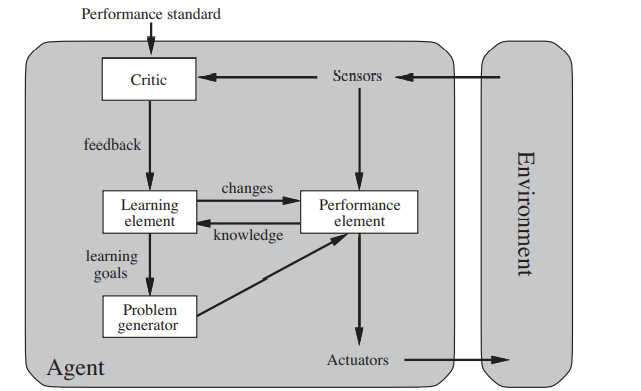 Performance standard
Critic
Sensors
feedback
changes
Learning
element
Performance
element
knowledge
learning
goals
Problem
generator
Actuators
Agent
Environment